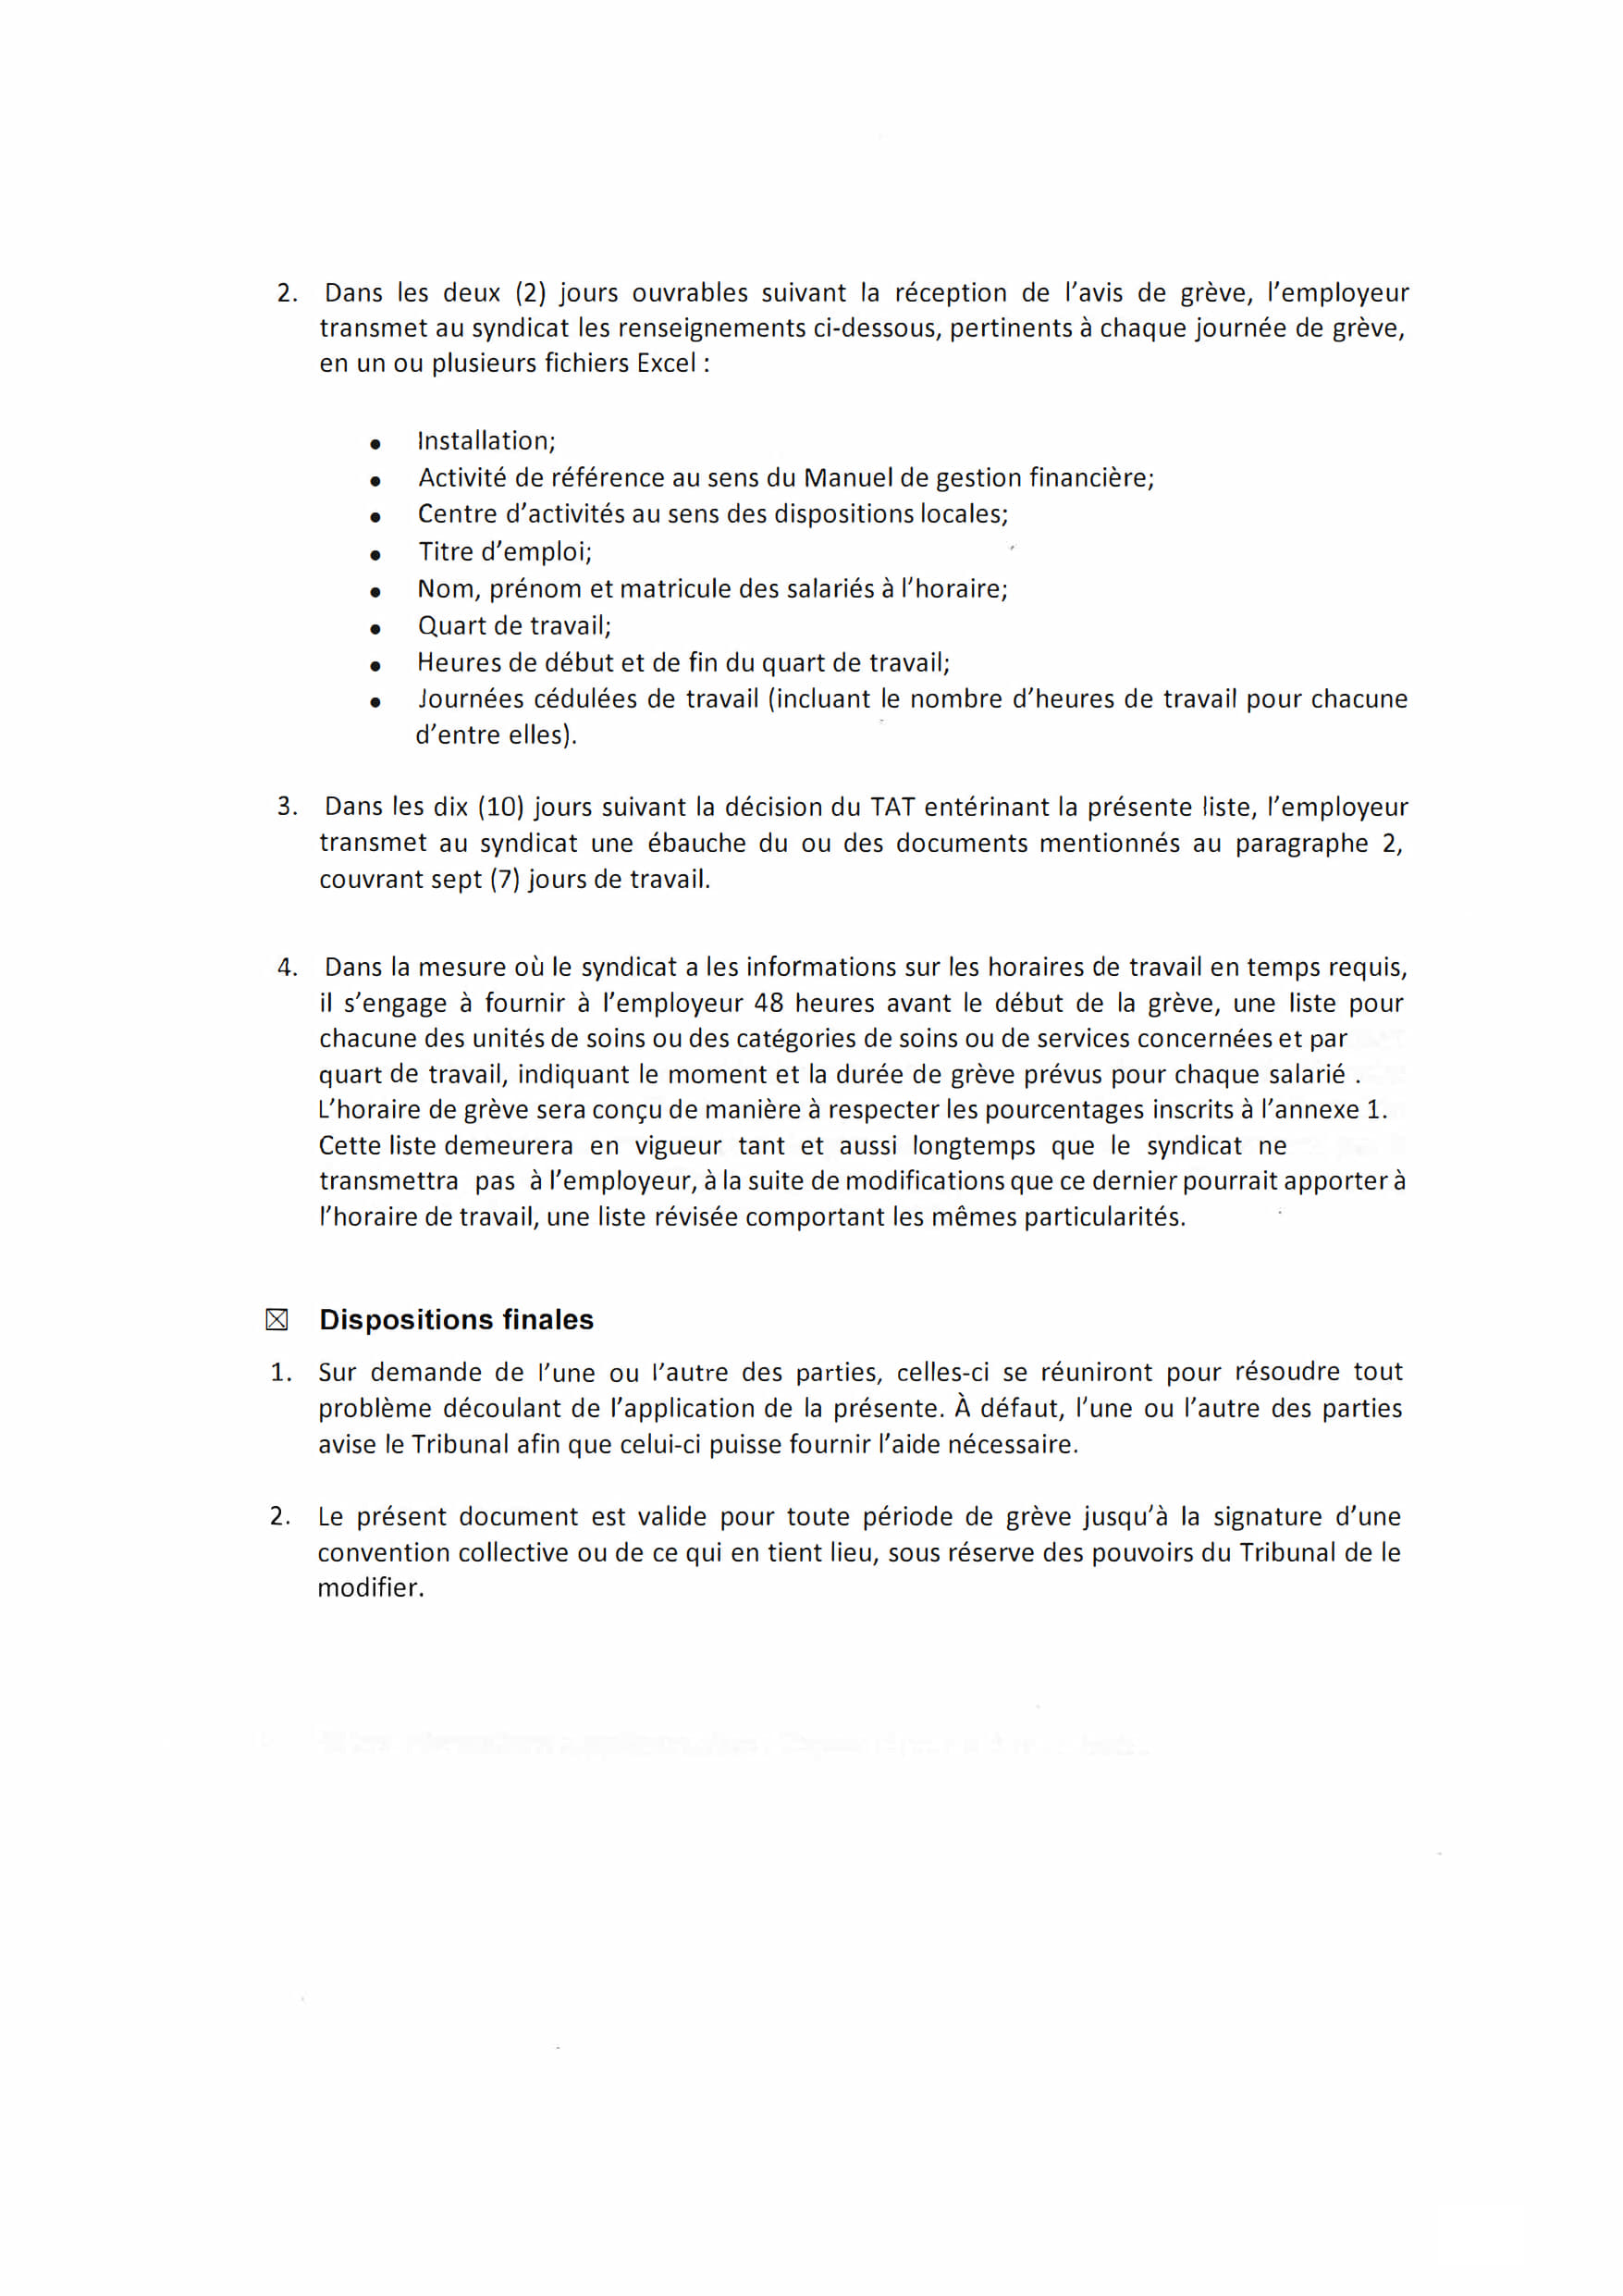 2. Dans les deux (2) jours ouvrables suivant la réception de l’avis de grève, l’employeur
transmet au syndicat les renseignements ci-dessous, pertinents à chaque journée de grève,
en un ou plusieurs fichiers Excel :
• Installation;
• Activité de référence au sens du Manuel de gestion financière;
• Centre d’activités au sens des dispositions locales;
• Titre d’emploi;
• Nom, prénom et matricule des salariés à l’horaire;
• Quart de travail;
• Heures de début et de fin du quart de travail;
• Journées cédulées de travail (incluant le nombre d’heures de travail pour chacune
d’entre elles).
3. Dans les dix (10) jours suivant la décision du TAT entérinant la présente liste, l’employeur
transmet au syndicat une ébauche du ou des documents mentionnés au paragraphe 2,
couvrant sept (7) jours de travail.
4. Dans la mesure où le syndicat a les informations sur les horaires de travail en temps requis,
il s’engage à fournir à l’employeur 48 heures avant le début de la grève, une liste pour
chacune des unités de soins ou des catégories de soins ou de services concernées et par
quart de travail, indiquant le moment et la durée de grève prévus pour chaque salarié .
L’horaire de grève sera conçu de manière à respecter les pourcentages inscrits à l’annexe 1.
Cette liste demeurera en vigueur tant et aussi longtemps que le syndicat ne
transmettra pas à l’employeur, à la suite de modifications que ce dernier pourrait apporter à
l’horaire de travail, une liste révisée comportant les mêmes particularités.
☒ Dispositions finales
1. Sur demande de l’une ou l’autre des parties, celles-ci se réuniront pour résoudre tout
problème découlant de l’application de la présente. À défaut, l’une ou l’autre des parties
avise le Tribunal afin que celui-ci puisse fournir l’aide nécessaire.
2. Le présent document est valide pour toute période de grève jusqu’à la signature d’une
convention collective ou de ce qui en tient lieu, sous réserve des pouvoirs du Tribunal de le
modifier.